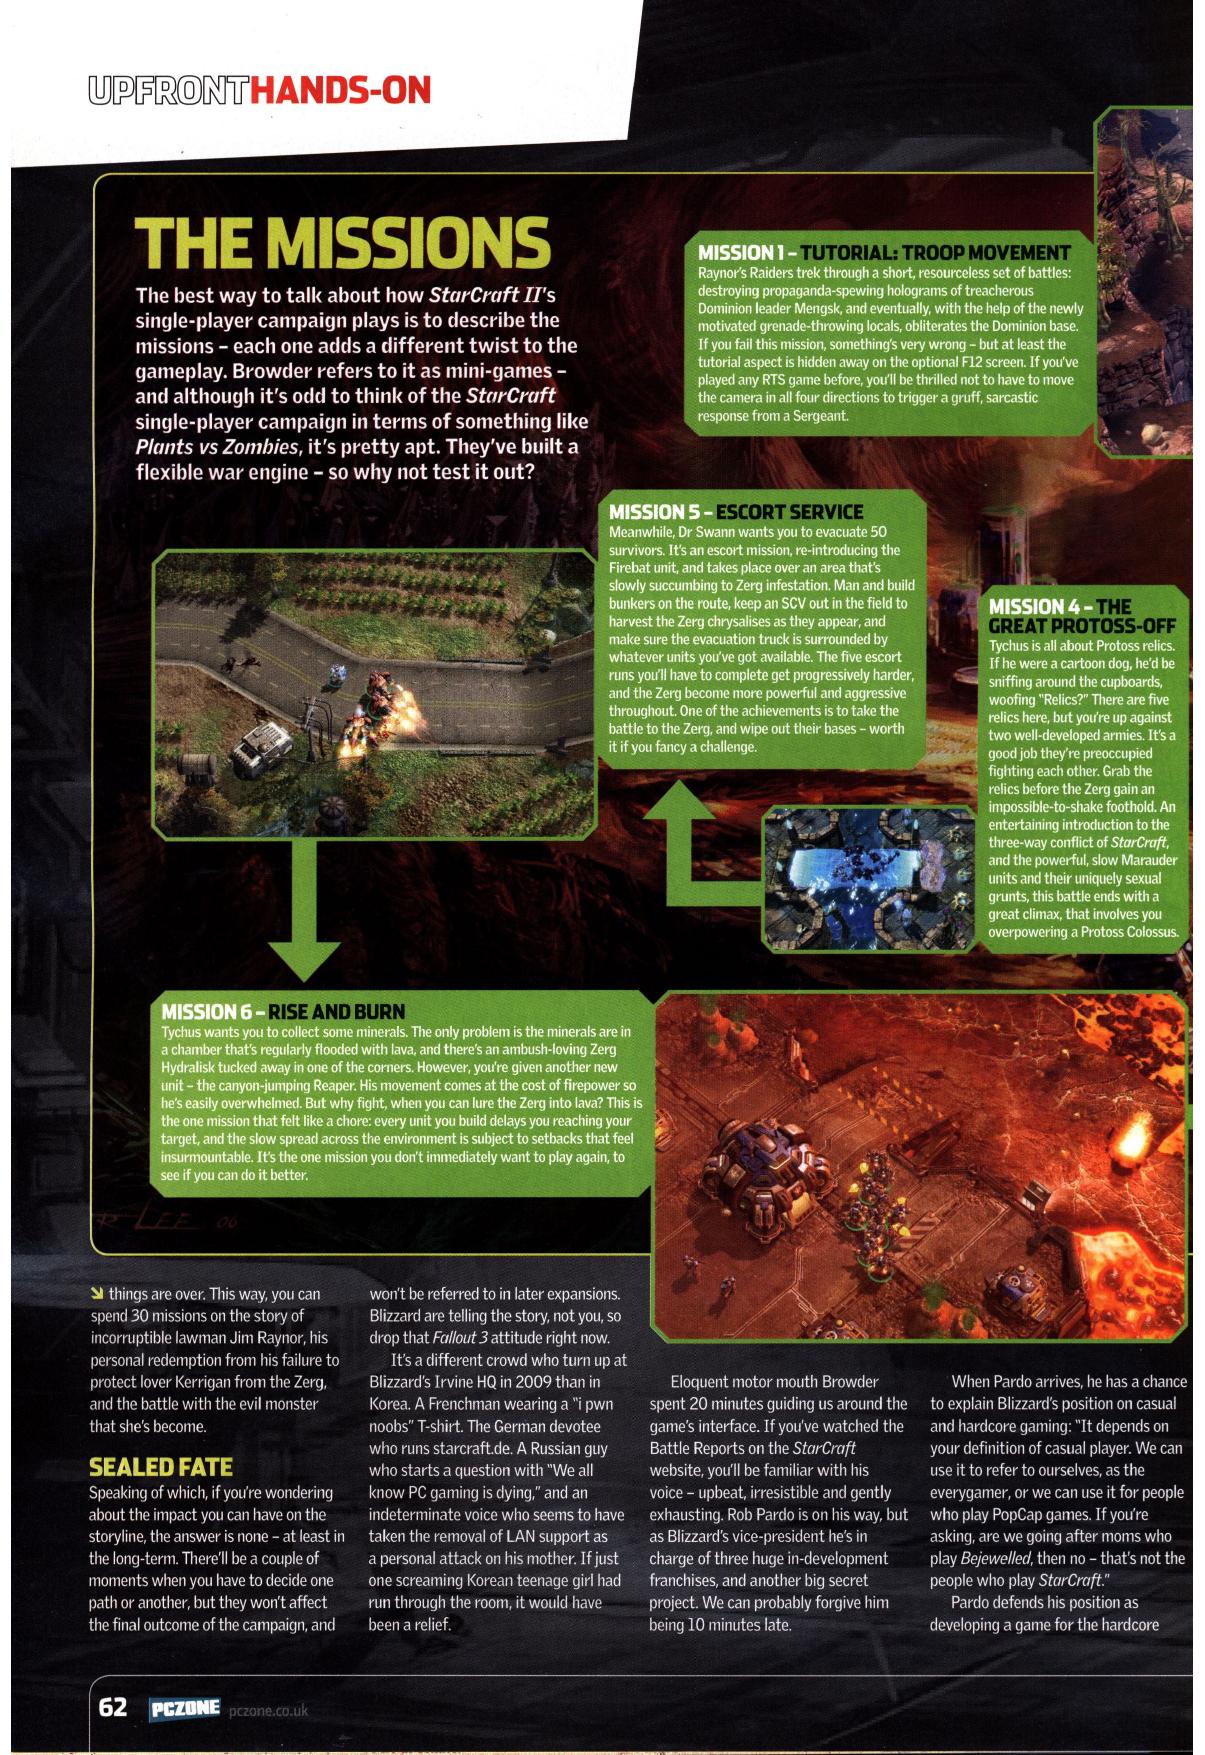 UPFRONTHANDS-ON
THE MISSIONS
The best way to talk about how StarCraft II's
single-player campaign plays is to describe the
missions – each one adds a different twist to the
gameplay. Browder refers to it as mini-games –
and although it's odd to think of the StarCraft
single-player campaign in terms of something like
Plants vs Zombies, it's pretty apt. They've built a
flexible war engine – so why not test it out?
MISSION 1 – TUTORIAL: TROOP MOVEMENT
Raynor's Raiders trek through a short, resourceless set of battles:
destroying propaganda-spewing holograms of treacherous
Dominion leader Mengsk, and eventually, with the help of the newly
motivated grenade-throwing locals, obliterates the Dominion base.
If you fail this mission, something's very wrong – but at least the
tutorial aspect is hidden away on the optional F12 screen. If you've
played any RTS game before, you'll be thrilled not to have to move
the camera in all four directions to trigger a gruff, sarcastic
response from a Sergeant.
MISSION 5 – ESCORT SERVICE
Meanwhile, Dr Swann wants you to evacuate 50
survivors. It's an escort mission, re-introducing the
Firebat unit, and takes place over an area that's
slowly succumbing to Zerg infestation. Man and build
bunkers on the route, keep an SCV out in the field to
harvest the Zerg chrysalises as they appear, and
make sure the evacuation truck is surrounded by
whatever units you've got available. The five escort
runs you'll have to complete get progressively harder,
and the Zerg become more powerful and aggressive
throughout. One of the achievements is to take the
battle to the Zerg, and wipe out their bases – worth
it if you fancy a challenge.
MISSION 4 – THE
GREAT PROTOSS-OFF
Tychus is all about Protoss relics.
If he were a cartoon dog, he'd be
sniffing around the cupboards,
woofing "Relics?" There are five
relics here, but you're up against
two well-developed armies. It's a
good job they're preoccupied
fighting each other. Grab the
relics before the Zerg gain an
impossible-to-shake foothold. An
entertaining introduction to the
three-way conflict of StarCraft,
and the powerful, slow Marauder
units and their uniquely sexual
grunts, this battle ends with a
great climax, that involves you
overpowering a Protoss Colossus.
MISSION 6 – RISE AND BURN
Tychus wants you to collect some minerals. The only problem is the minerals are in
a chamber that's regularly flooded with lava, and there's an ambush-loving Zerg
Hydralisk tucked away in one of the corners. However, you're given another new
unit – the canyon-jumping Reaper. His movement comes at the cost of firepower so
he's easily overwhelmed. But why fight, when you can lure the Zerg into lava? This is
the one mission that felt like a chore: every unit you build delays you reaching your
target, and the slow spread across the environment is subject to setbacks that feel
insurmountable. It's the one mission you don't immediately want to play again, to
see if you can do it better.
R LEE 06
things are over. This way, you can
spend 30 missions on the story of
incorruptible lawman Jim Raynor, his
personal redemption from his failure to
protect lover Kerrigan from the Zerg,
and the battle with the evil monster
that she's become.
SEALED FATE
Speaking of which, if you're wondering
about the impact you can have on the
storyline, the answer is none – at least in
the long-term. There'll be a couple of
moments when you have to decide one
path or another, but they won't affect
the final outcome of the campaign, and
won't be referred to in later expansions.
Blizzard are telling the story, not you, so
drop that Fallout 3 attitude right now.
It's a different crowd who turn up at
Blizzard's Irvine HQ in 2009 than in
Korea. A Frenchman wearing a "i pwn
noobs" T-shirt. The German devotee
who runs starcraft.de. A Russian guy
who starts a question with "We all
know PC gaming is dying," and an
indeterminate voice who seems to have
taken the removal of LAN support as
a personal attack on his mother. If just
one screaming Korean teenage girl had
run through the room, it would have
been a relief.
Eloquent motor mouth Browder
spent 20 minutes guiding us around the
game's interface. If you've watched the
Battle Reports on the StarCraft
website, you'll be familiar with his
voice – upbeat, irresistible and gently
exhausting. Rob Pardo is on his way, but
as Blizzard's vice-president he's in
charge of three huge in-development
franchises, and another big secret
project. We can probably forgive him
being 10 minutes late.
When Pardo arrives, he has a chance
to explain Blizzard's position on casual
and hardcore gaming: "It depends on
your definition of casual player. We can
use it to refer to ourselves, as the
everygamer, or we can use it for people
who play PopCap games. If you're
asking, are we going after moms who
play Bejewelled, then no – that's not the
people who play StarCraft."
Pardo defends his position as
developing a game for the hardcore
62 PCZONE pczone.co.uk